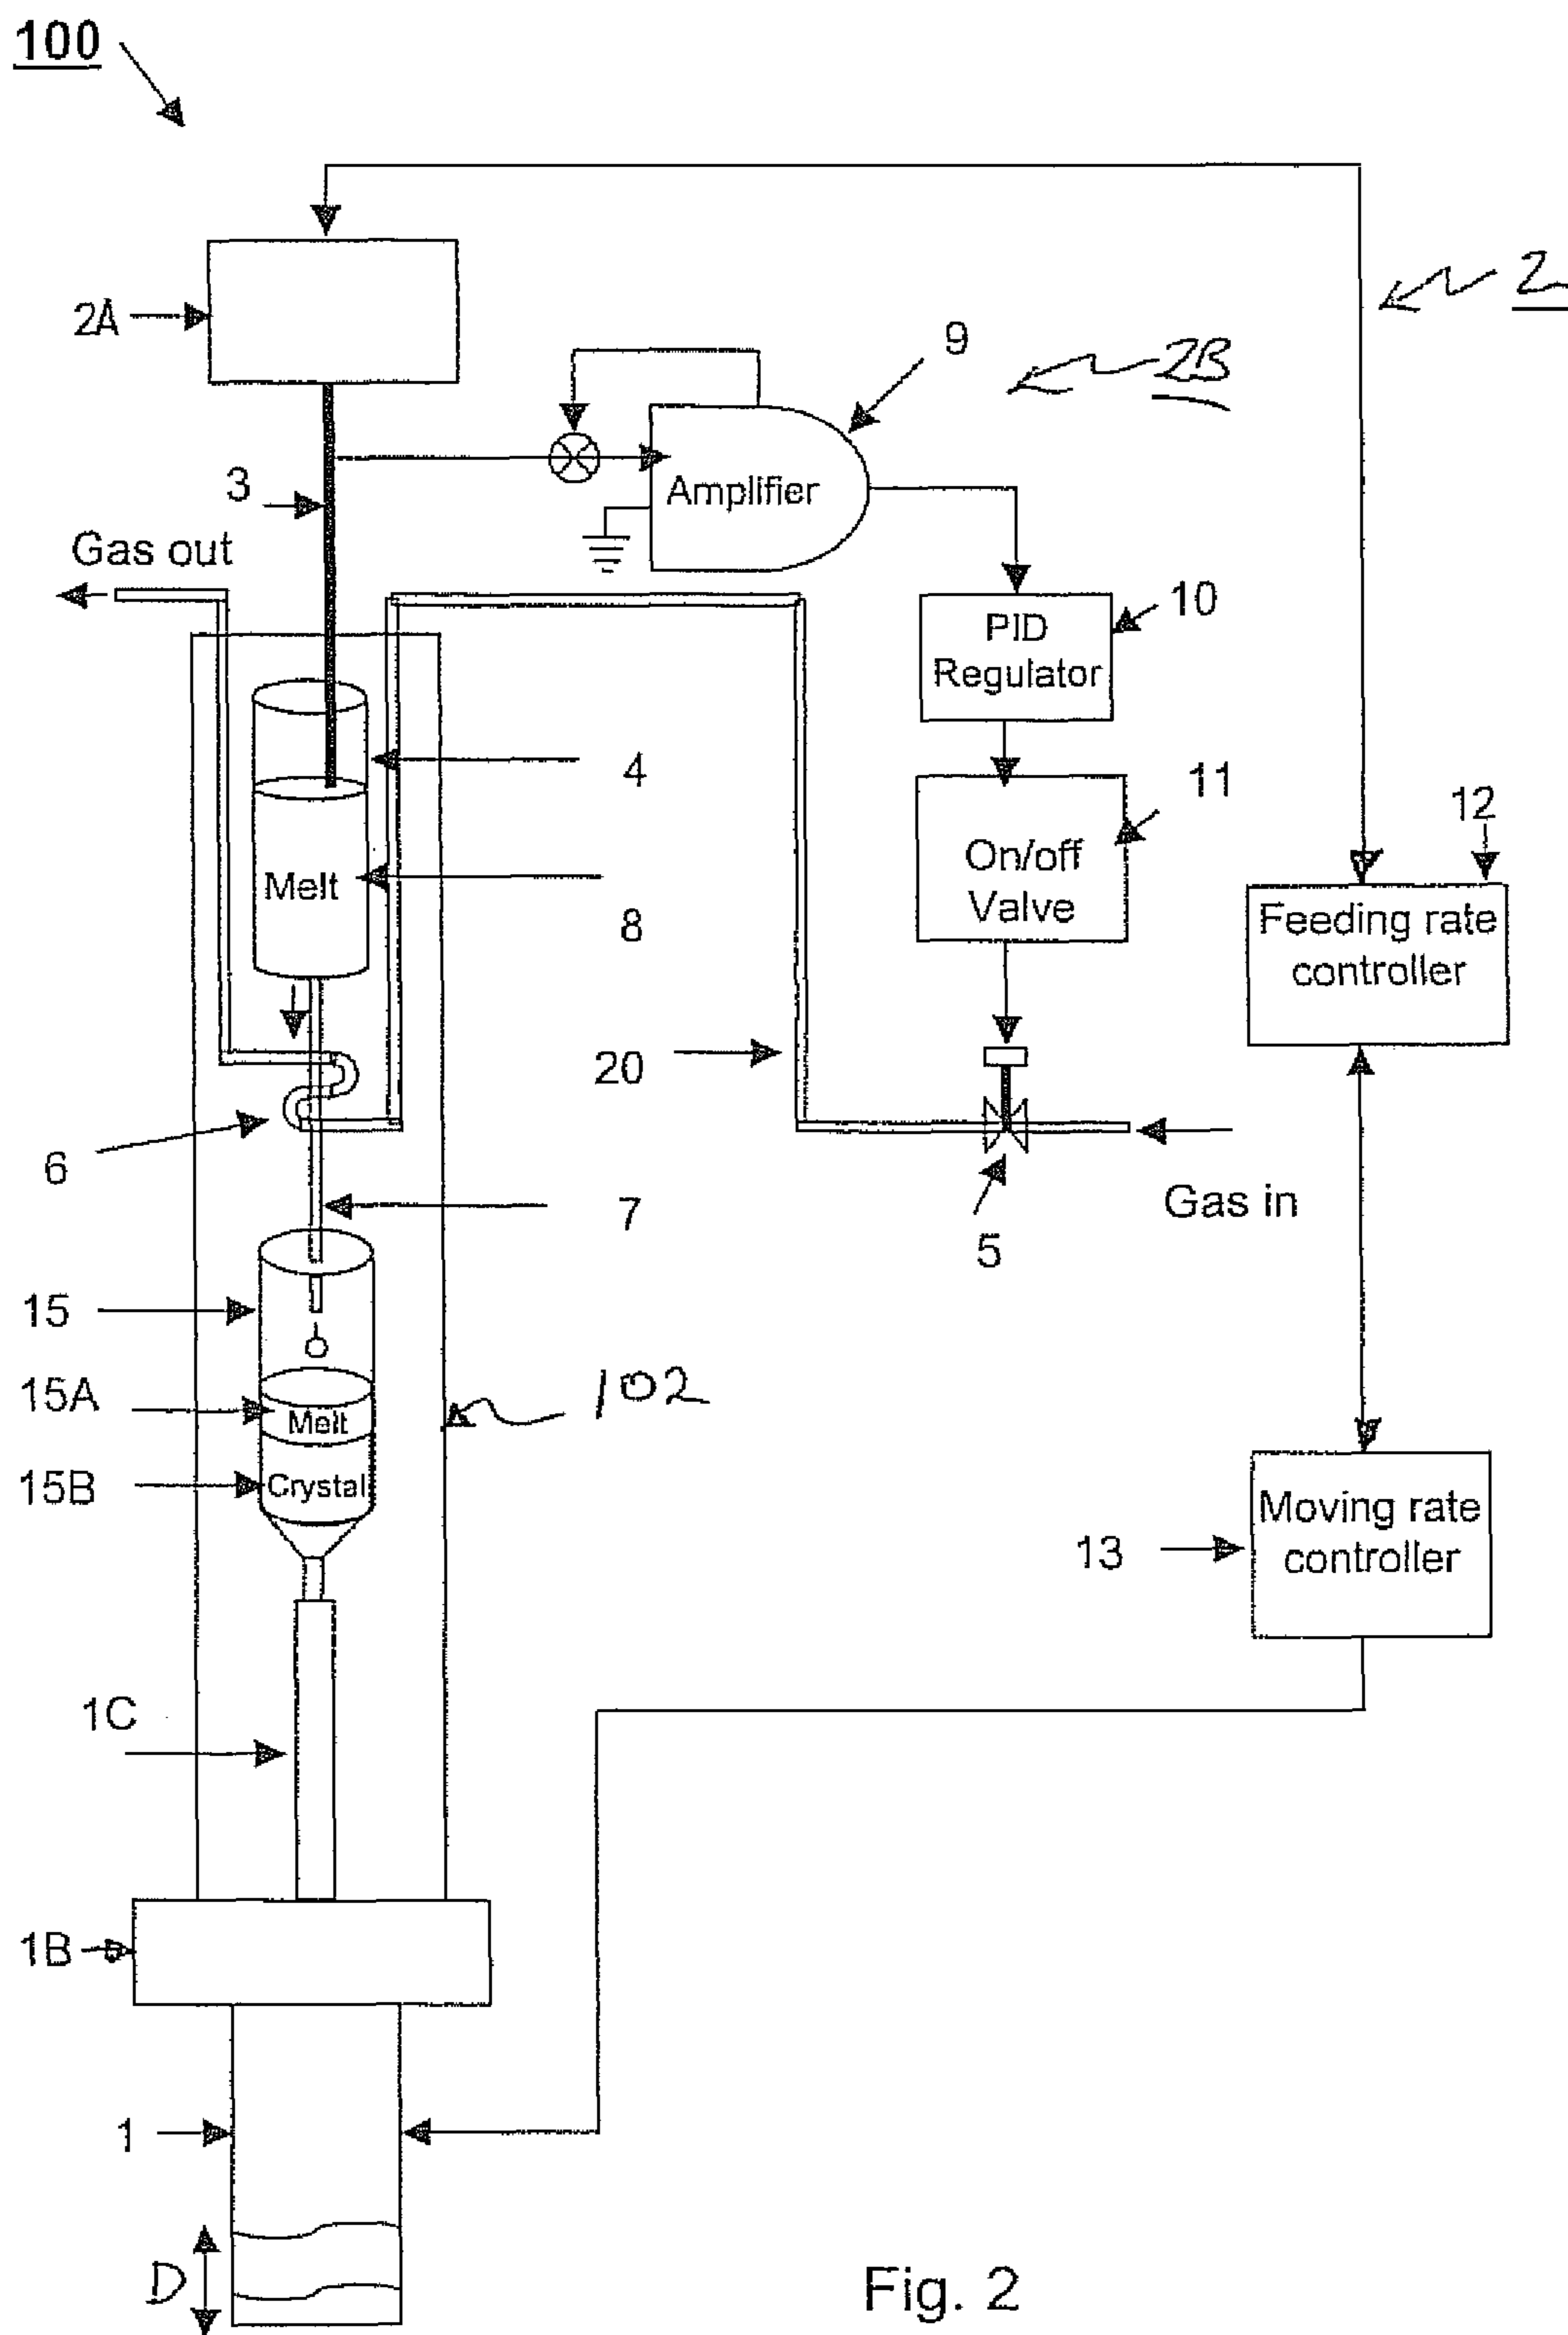 100
2
2A
9
2B
Amplifier
3
Gas out
10
PID
Regulator
4
11
12
On/off
Valve
Melt
8
Feeding rate
controller
20
6
7
5
Gas in
15
15A
Melt
102
15B
Crystal
Moving rate
controller
13
1C
1B
1
D
Fig. 2